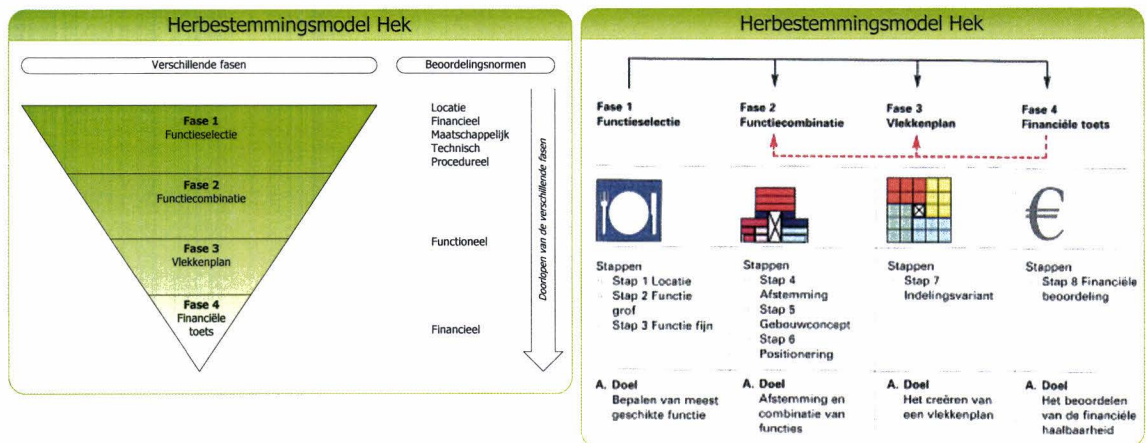 Herbestemmingsmodel Hek
Verschillende fasen
Beoordelingsnormen
Fase 1
Functieselectie
Fase 2
Functiecombinatie
Fase 3
Vlekkenplan
Fase 4
Financiële
toets
Locatie
Financieel
Maatschappelijk
Technisch
Procedureel
Functioneel
Financieel
Doorlopen van de verschillende fasen
Herbestemmingsmodel Hek
Fase 1
Functieselectie
Fase 2
Functiecombinatie
Fase 3
Vlekkenplan
Fase 4
Financiële toets
€
Stappen
Stap 1 Locatie
Stap 2 Functie
grof
Stap 3 Functie fijn
Stappen
Stap 4
Afstemming
Stap 5
Gebouwconcept
Stap 6
Positionering
Stappen
Stap 7
Indelingsvariant
Stappen
Stap 8 Financiële
beoordeling
A. Doel
Bepalen van meest
geschikte functie
A. Doel
Afstemming en
combinatie van
functies
A. Doel
Het creëren van
een vlekkenplan
A. Doel
Het beoordelen
van de financiële
haalbaarheid